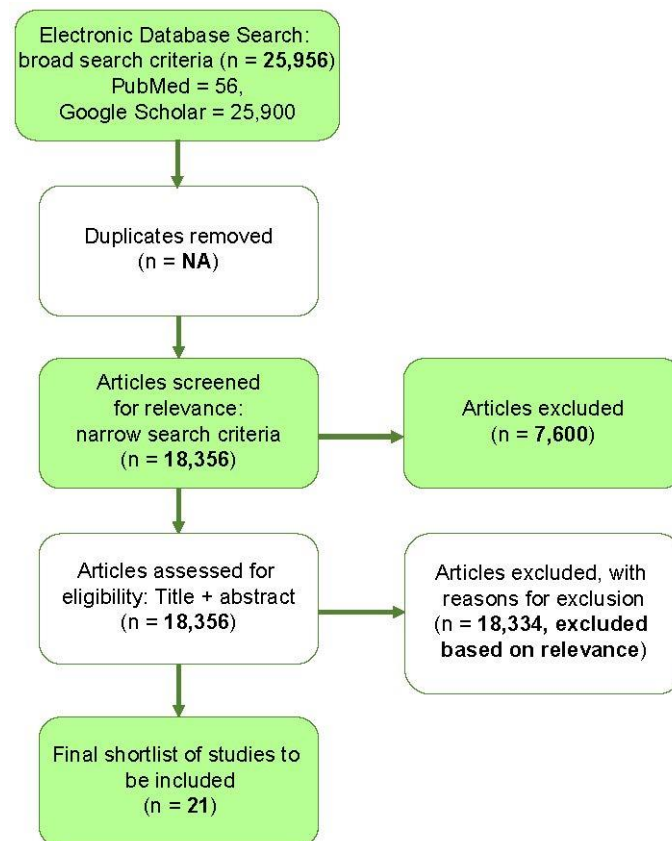 Electronic Database Search:
broad search criteria (n = 25,956)
PubMed = 56,
Google Scholar = 25,900
Duplicates removed
(n = NA)
Articles screened
for relevance:
narrow search criteria
(n = 18,356)
Articles excluded
(n = 7,600)
Articles assessed for
eligibility: Title + abstract
(n = 18,356)
Articles excluded, with
reasons for exclusion
(n = 18,334, excluded
based on relevance)
Final shortlist of studies to
be included
(n = 21)